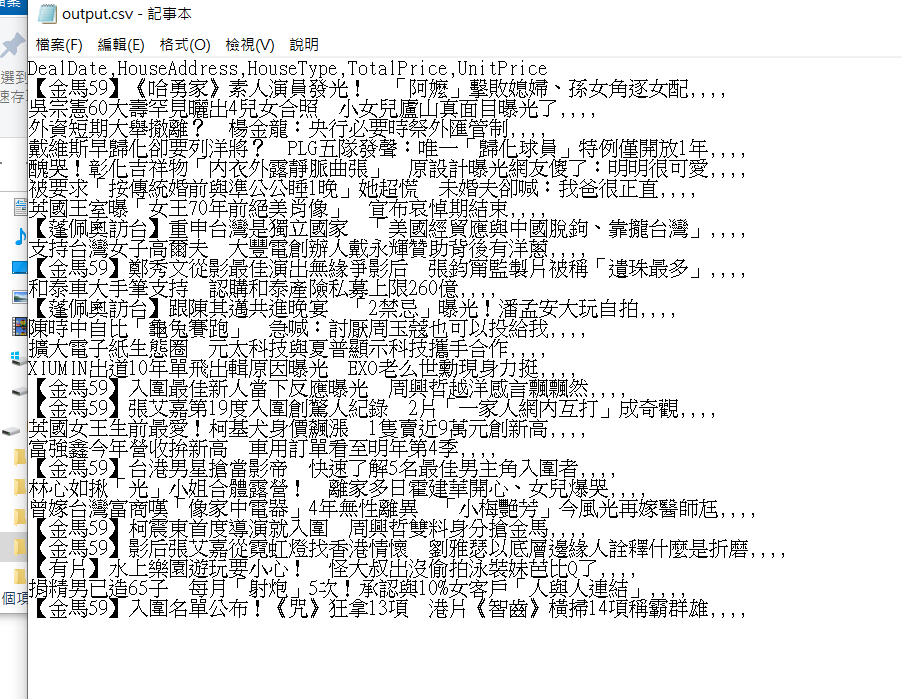 檔案
output.csv - 記事本
檔案(F) 編輯(E) 格式(O) 檢視(V) 說明
選到
速存
DealDate,HouseAddress,HouseType,TotalPrice,UnitPrice
【金馬59】《哈勇家》素人演員發光！ 「阿嬤」擊敗媳婦、孫女角逐女配,,,,
吳宗憲60大壽罕見曬出4兒女合照 小女兒廬山真面目曝光了,,,,
外資短期大舉撤離？ 楊金龍：央行必要時祭外匯管制,,,,
戴維斯早歸化卻要列洋將？ PLG五隊發聲：唯一「歸化球員」特例僅開放1年,,,,
醜哭！彰化吉祥物「內衣外露靜脈曲張」 原設計曝光網友傻了：明明很可愛,,,,
被要求「按傳統婚前與準公公睡1晚」她超慌 未婚夫卻喊：我爸很正直,,,,
英國王室曝「女王70年前絕美肖像」 宣布哀悼期結束,,,,
【蓬佩奧訪台】重申台灣是獨立國家 「美國經貿應與中國脫鉤、靠攏台灣」,,,,
支持台灣女子高爾夫 大豐電創辦人戴永輝贊助背後有洋蔥,,,,
【金馬59】鄭秀文從影最佳演出無緣爭影后 張鈞甯監製片被稱「遺珠最多」,,,,
和泰車大手筆支持 認購和泰產險私募上限260億,,,,
【蓬佩奧訪台】跟陳其邁共進晚宴 「2禁忌」曝光！潘孟安大玩自拍,,,,
陳時中自比「龜兔賽跑」 急喊：討厭周玉蔻也可以投給我,,,,
擴大電子紙生態圈 元太科技與夏普顯示科技攜手合作,,,,
XIUMIN出道10年單飛出輯原因曝光 EXO老么世勳現身力挺,,,,
【金馬59】入圍最佳新人當下反應曝光 周興哲越洋感言飄飄然,,,,
【金馬59】張艾嘉第19度入圍創驚人紀錄 2片「一家人網內互打」成奇觀,,,,
英國女王生前最愛！柯基犬身價飆漲 1隻賣近9萬元創新高,,,,
富強鑫今年營收拚新高 車用訂單看至明年第4季,,,,
【金馬59】台港男星搶當影帝 快速了解5名最佳男主角入圍者,,,,
林心如揪「光」小姐合體露營！ 離家多日霍建華開心、女兒爆哭,,,,
曾嫁台灣富商嘆「像家中電器」4年無性離異 「小梅艷芳」今風光再嫁醫師尪,,,,
【金馬59】柯震東首度導演就入圍 周興哲雙料身分搶金馬,,,,
【金馬59】影后張艾嘉從霓虹燈找香港情懷 劉雅瑟以底層邊緣人詮釋什麼是折磨,,,,
【有片】水上樂園遊玩要小心！ 怪大叔出沒偷拍泳裝妹芭比Q了,,,,
捐精男已造65子 每月「射炮」5次！承認與10%女客戶「人與人連結」,,,,
【金馬59】入圍名單公布！《咒》狂拿13項 港片《智齒》橫掃14項稱霸群雄,,,,
個項